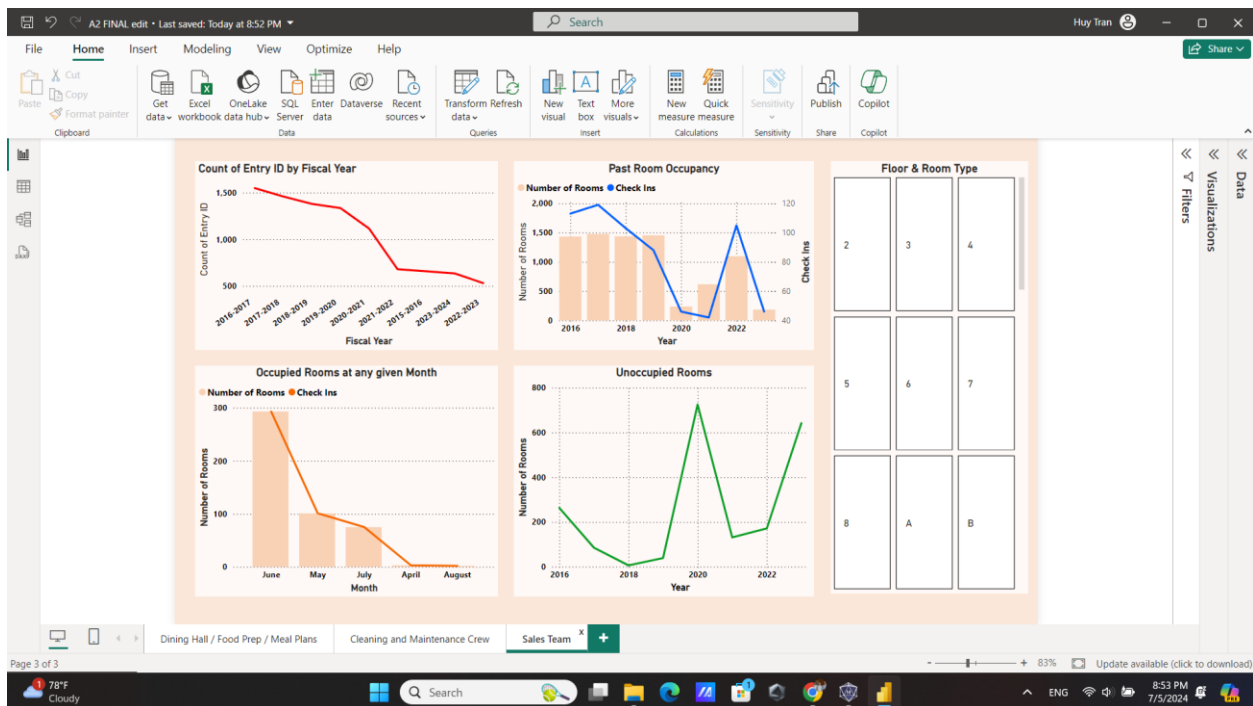 A2 FINAL edit • Last saved: Today at 8:52 PM
Search
Huy Tran
File Home Insert Modeling View Optimize Help
Share
Paste
Cut
Copy
Format painter
Clipboard
Get data
Excel workbook
OneLake data hub
SQL Server
Enter data
Dataverse
Recent sources
Data
Transform data
Refresh
Queries
New visual
Text box
More visuals
Insert
New measure
Quick measure
Calculations
Sensitivity
Sensitivity
Publish
Share
Copilot
Copilot
Count of Entry ID by Fiscal Year
Count of Entry ID
1,500
1,000
500
2016-2017 2017-2018 2018-2019 2019-2020 2020-2021 2021-2022 2015-2016 2023-2024 2022-2023
Fiscal Year
Past Room Occupancy
Number of Rooms Check Ins
Number of Rooms
2,000
1,500
1,000
500
0
120
100
80
60
40
Check Ins
2016 2018 2020 2022
Year
Floor & Room Type
2 3 4
5 6 7
8 A B
Filters
Visualizations
Data
Occupied Rooms at any given Month
Number of Rooms Check Ins
Number of Rooms
300
200
100
0
June May July April August
Month
Unoccupied Rooms
Number of Rooms
800
600
400
200
0
2016 2018 2020 2022
Year
Dining Hall / Food Prep / Meal Plans Cleaning and Maintenance Crew Sales Team x +
Page 3 of 3
- + 83% Update available (click to download)
1
78°F
Cloudy
Search
ENG
8:53 PM
7/5/2024